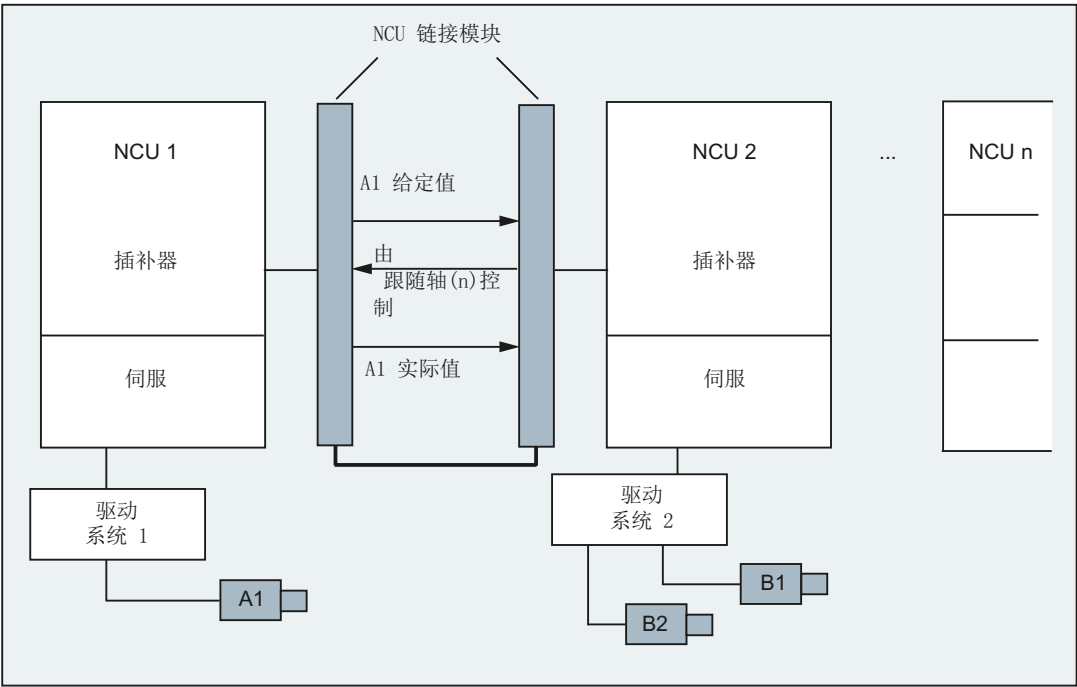 NCU 链接模块
NCU 1
NCU 2
...
NCU n
A1 给定值
由
跟随轴(n)控
制
A1 实际值
插补器
插补器
伺服
伺服
驱动
系统 1
驱动
系统 2
A1
B1
B2